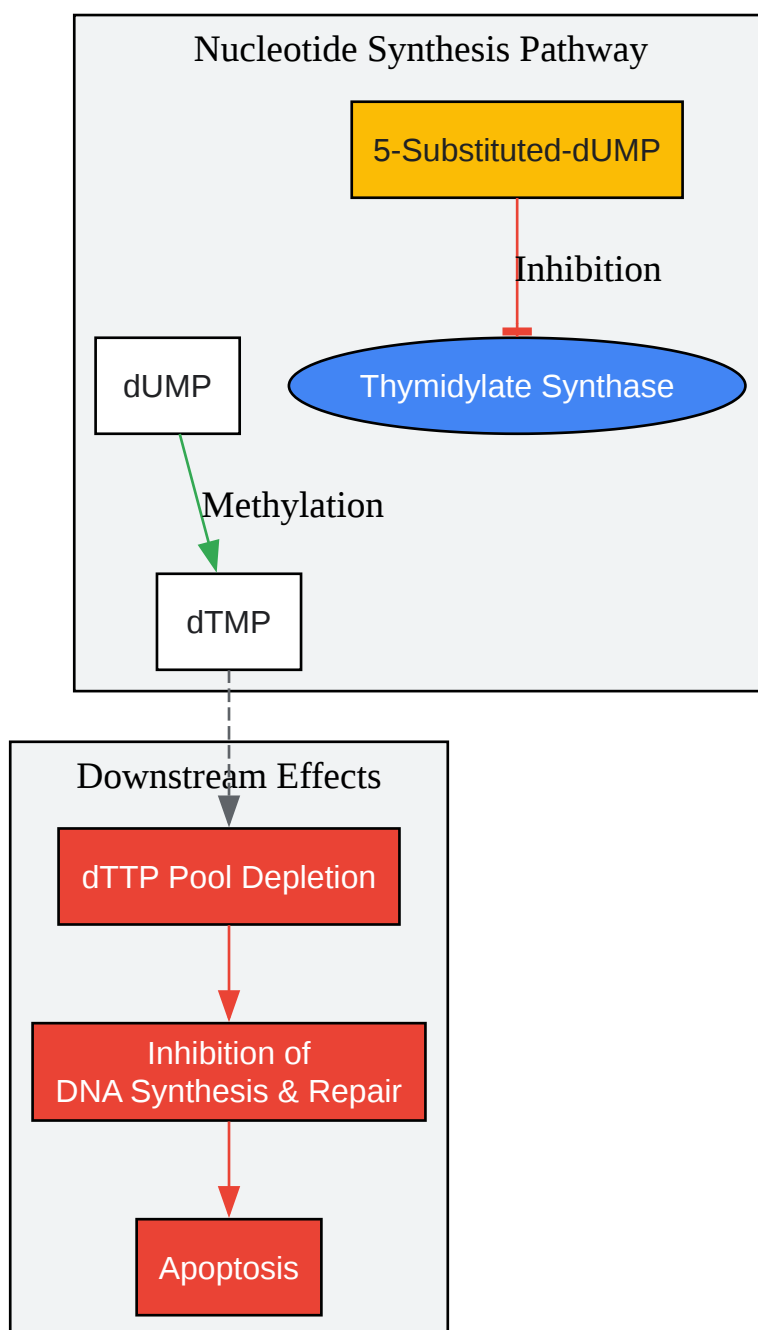 Nucleotide Synthesis Pathway
5-Substituted-dUMP
Inhibition
dUMP
Thymidylate Synthase
Methylation
dTMP
Downstream Effects
dTTP Pool Depletion
Inhibition of
DNA Synthesis & Repair
Apoptosis